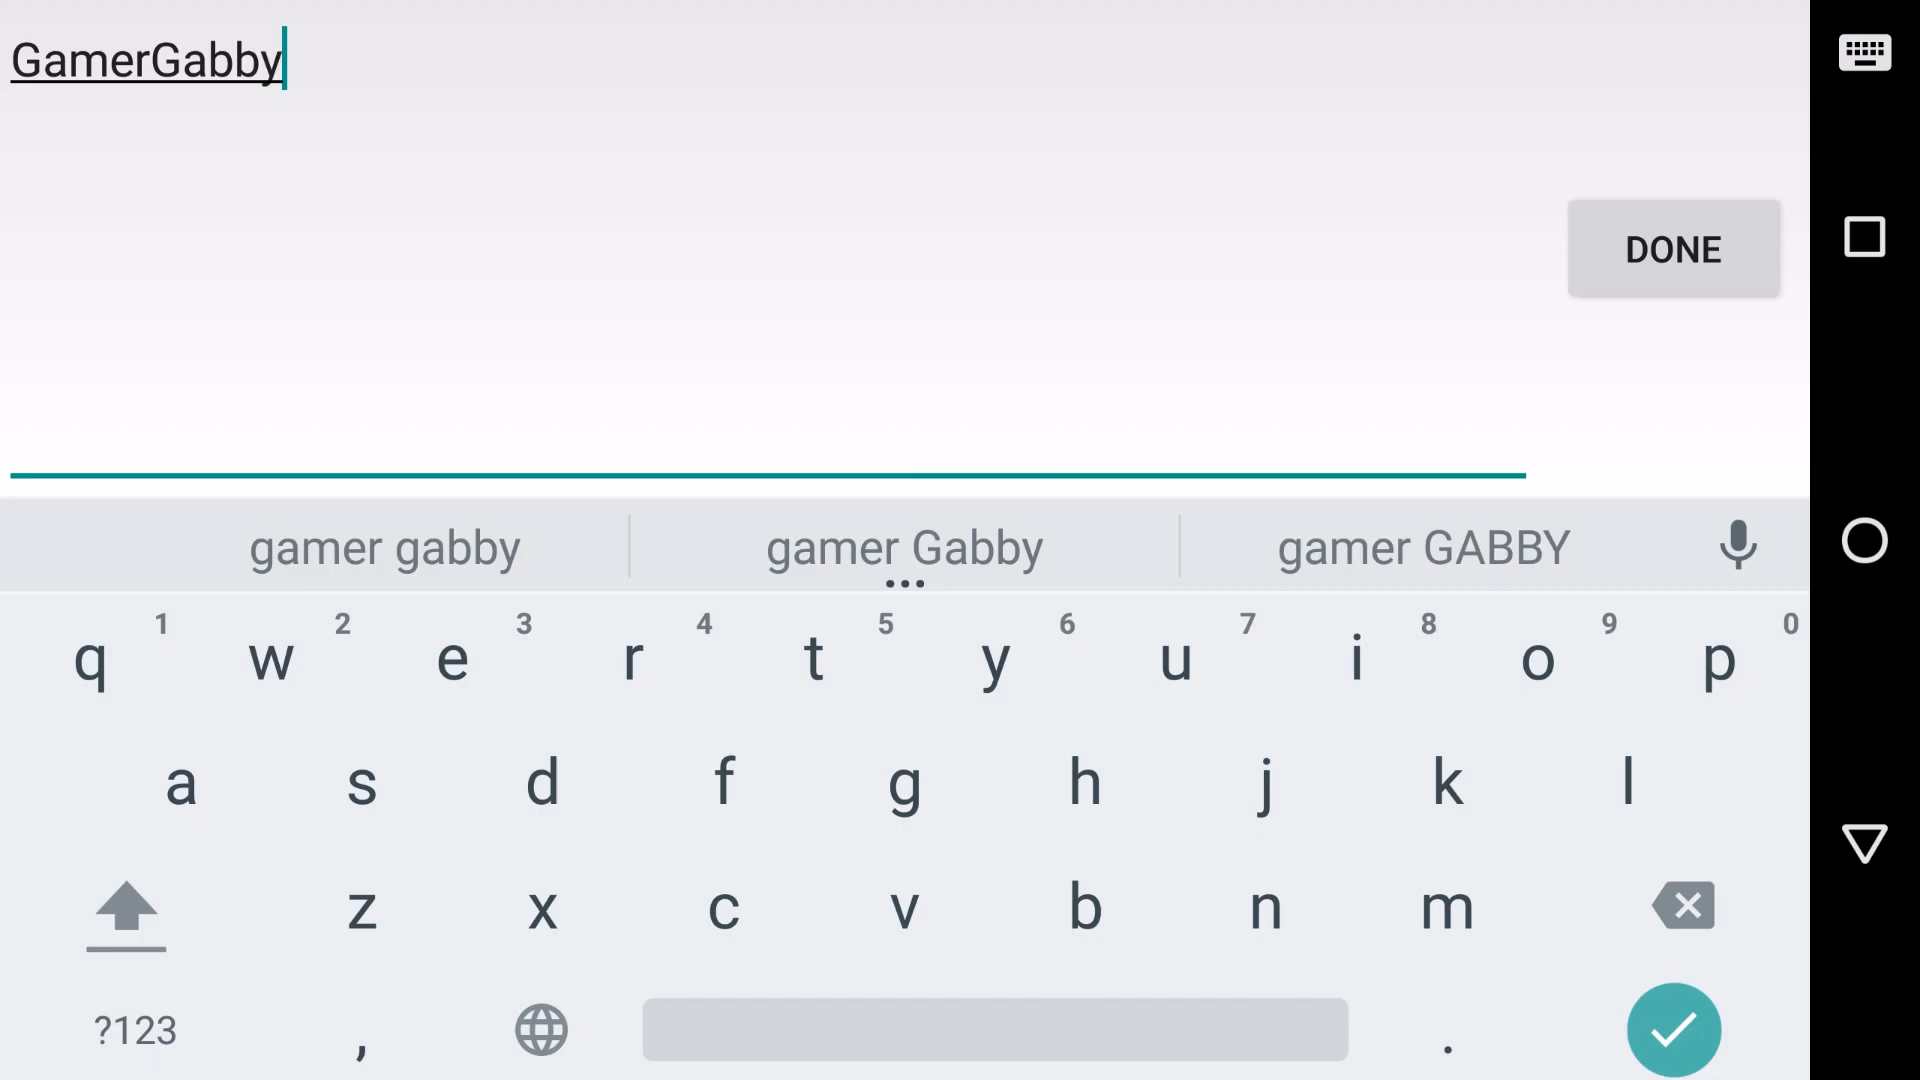 GamerGabby
DONE
gamer gabby gamer Gabby gamer GABBY
q 1 w 2 e 3 r 4 t 5 y 6 u 7 i 8 o 9 p 0
a s d f g h j k l
z x c v b n m
?123 , .